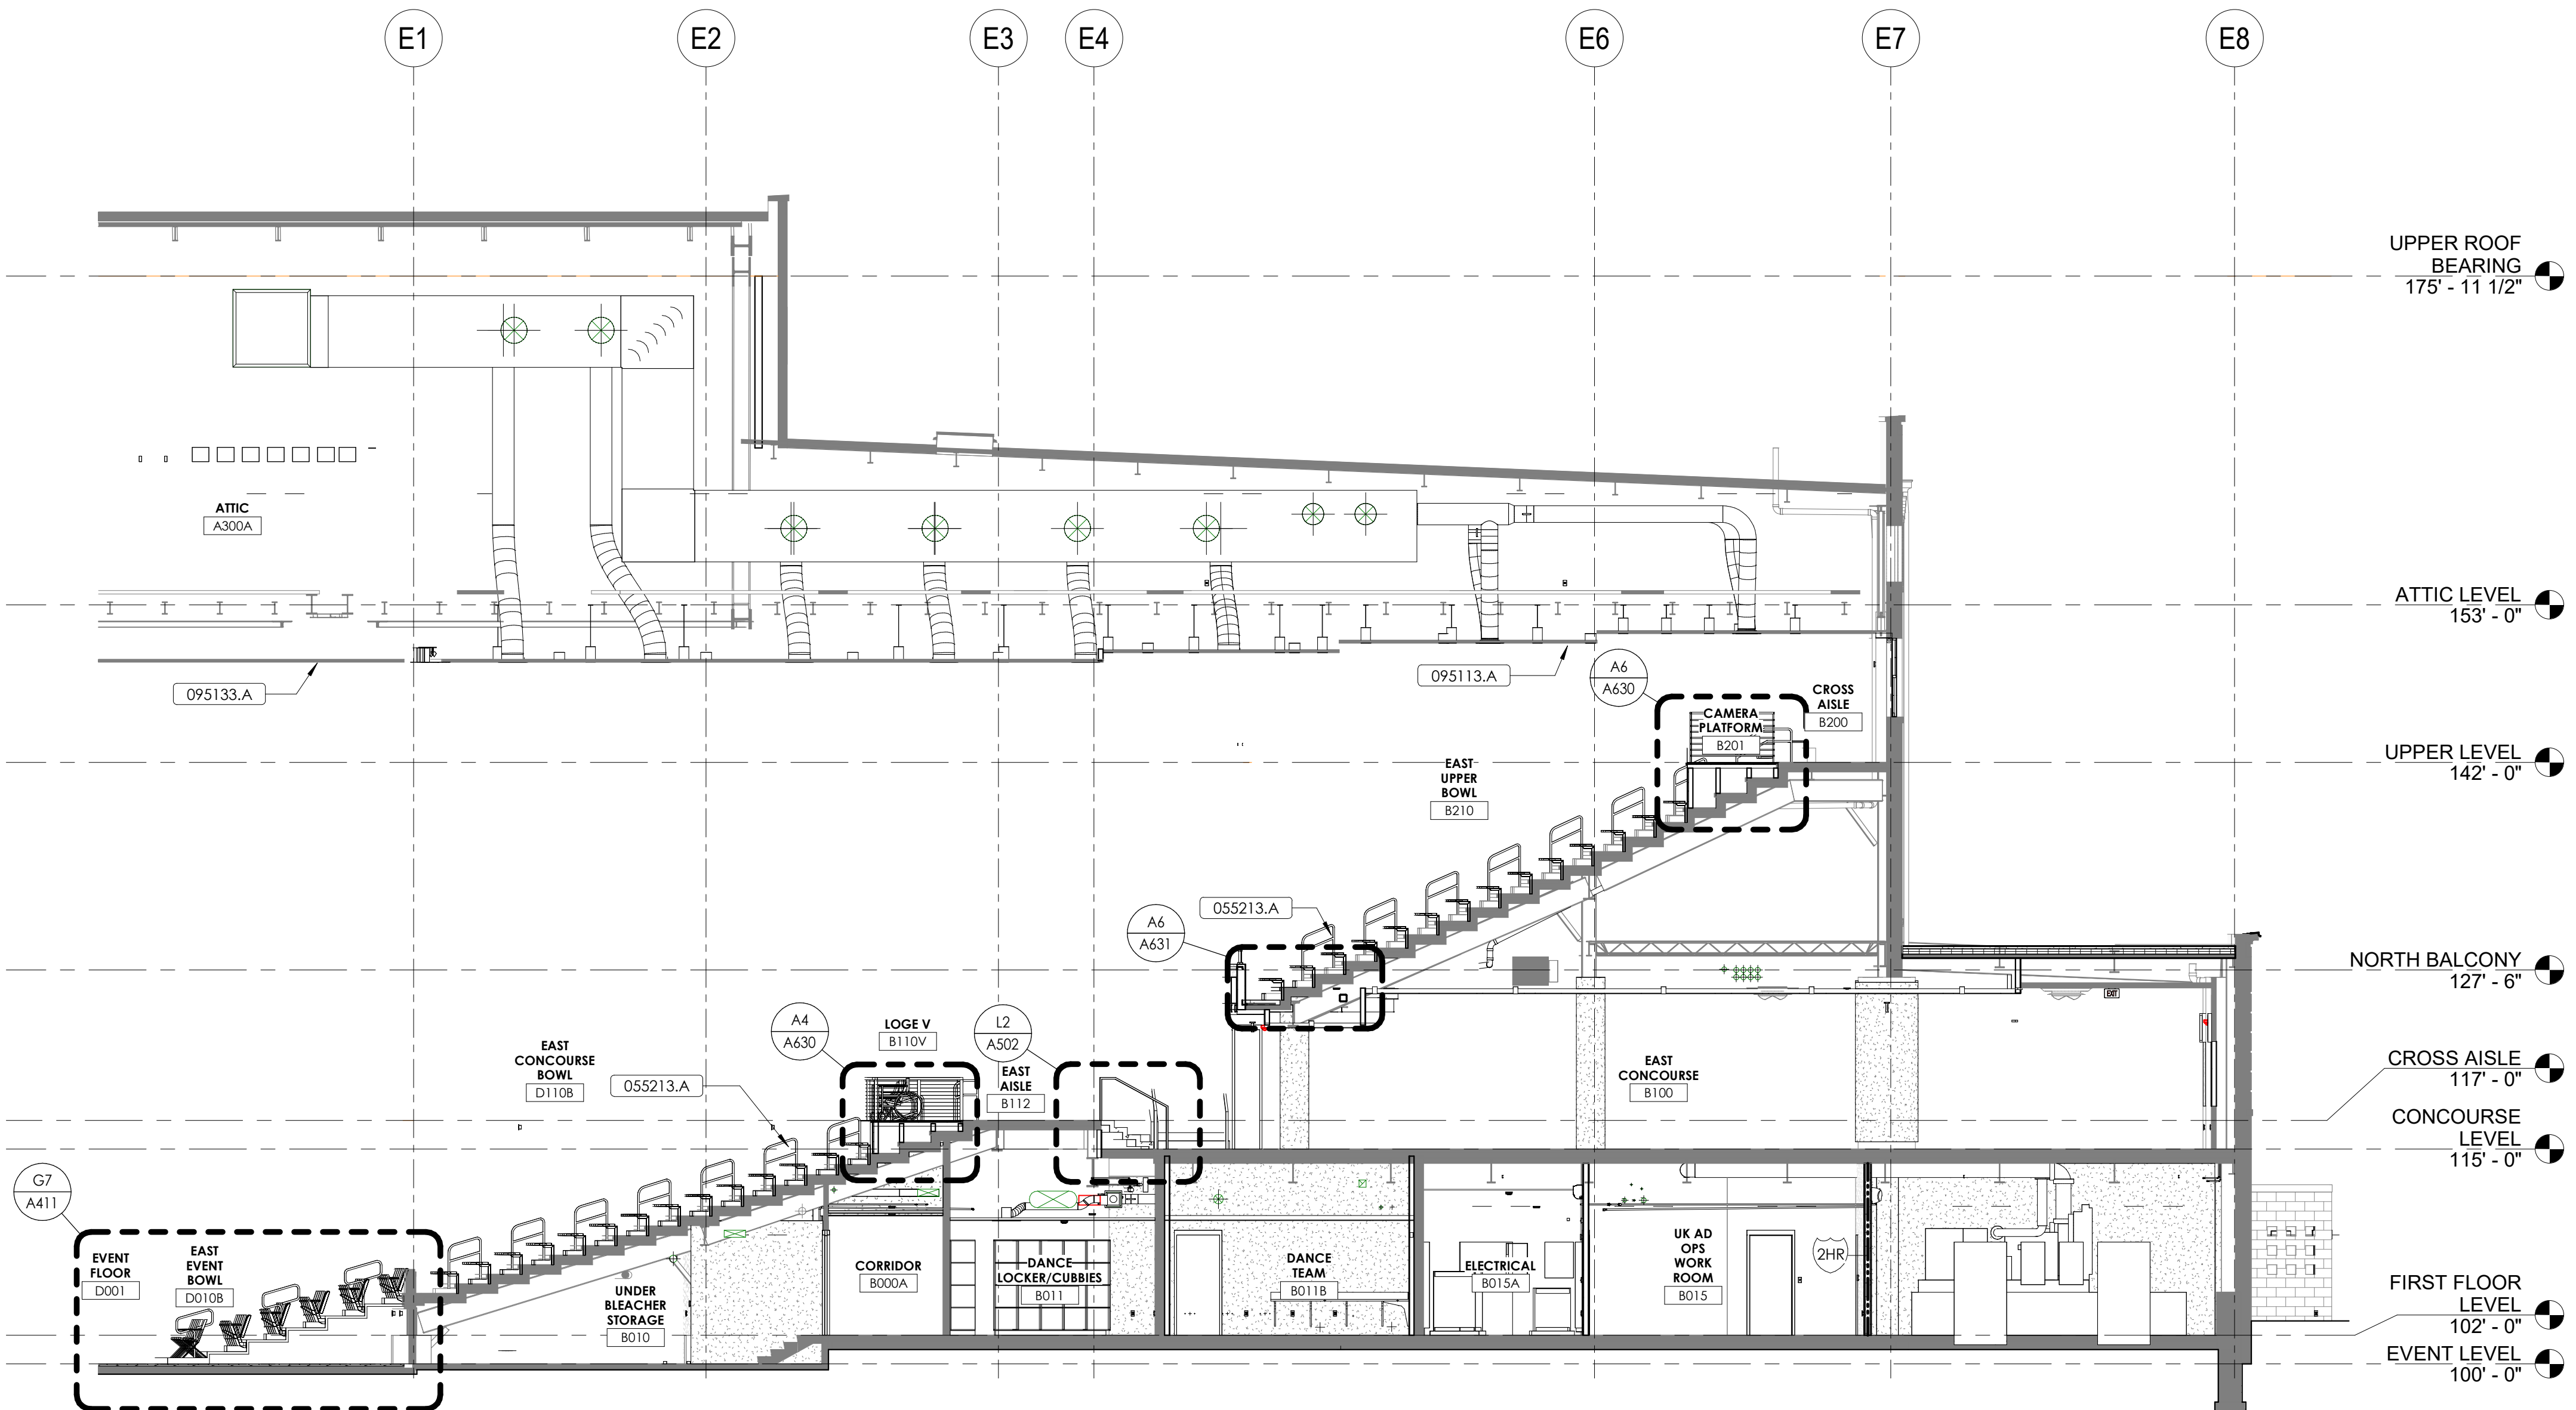 E1
E2
E3
E4
E6
E7
E8
UPPER ROOF
BEARING
175' - 11 1/2"
ATTIC
A300A
ATTIC LEVEL
153' - 0"
095133.A
095113.A
A6
A630
CROSS
AISLE
B200
CAMERA
PLATFORM
B201
UPPER LEVEL
142' - 0"
EAST
UPPER
BOWL
B210
055213.A
A6
A631
NORTH BALCONY
127' - 6"
EXIT
A4
A630
LOGE V
B110V
L2
A502
EAST
CONCOURSE
BOWL
D110B
055213.A
EAST
AISLE
B112
EAST
CONCOURSE
B100
CROSS AISLE
117' - 0"
CONCOURSE
LEVEL
115' - 0"
G7
A411
EVENT
FLOOR
D001
EAST
EVENT
BOWL
D010B
UNDER
BLEACHER
STORAGE
B010
CORRIDOR
B000A
DANCE
LOCKER/CUBBIES
B011
DANCE
TEAM
B011B
ELECTRICAL
B015A
UK AD
OPS
WORK
ROOM
B015
2HR
FIRST FLOOR
LEVEL
102' - 0"
EVENT LEVEL
100' - 0"